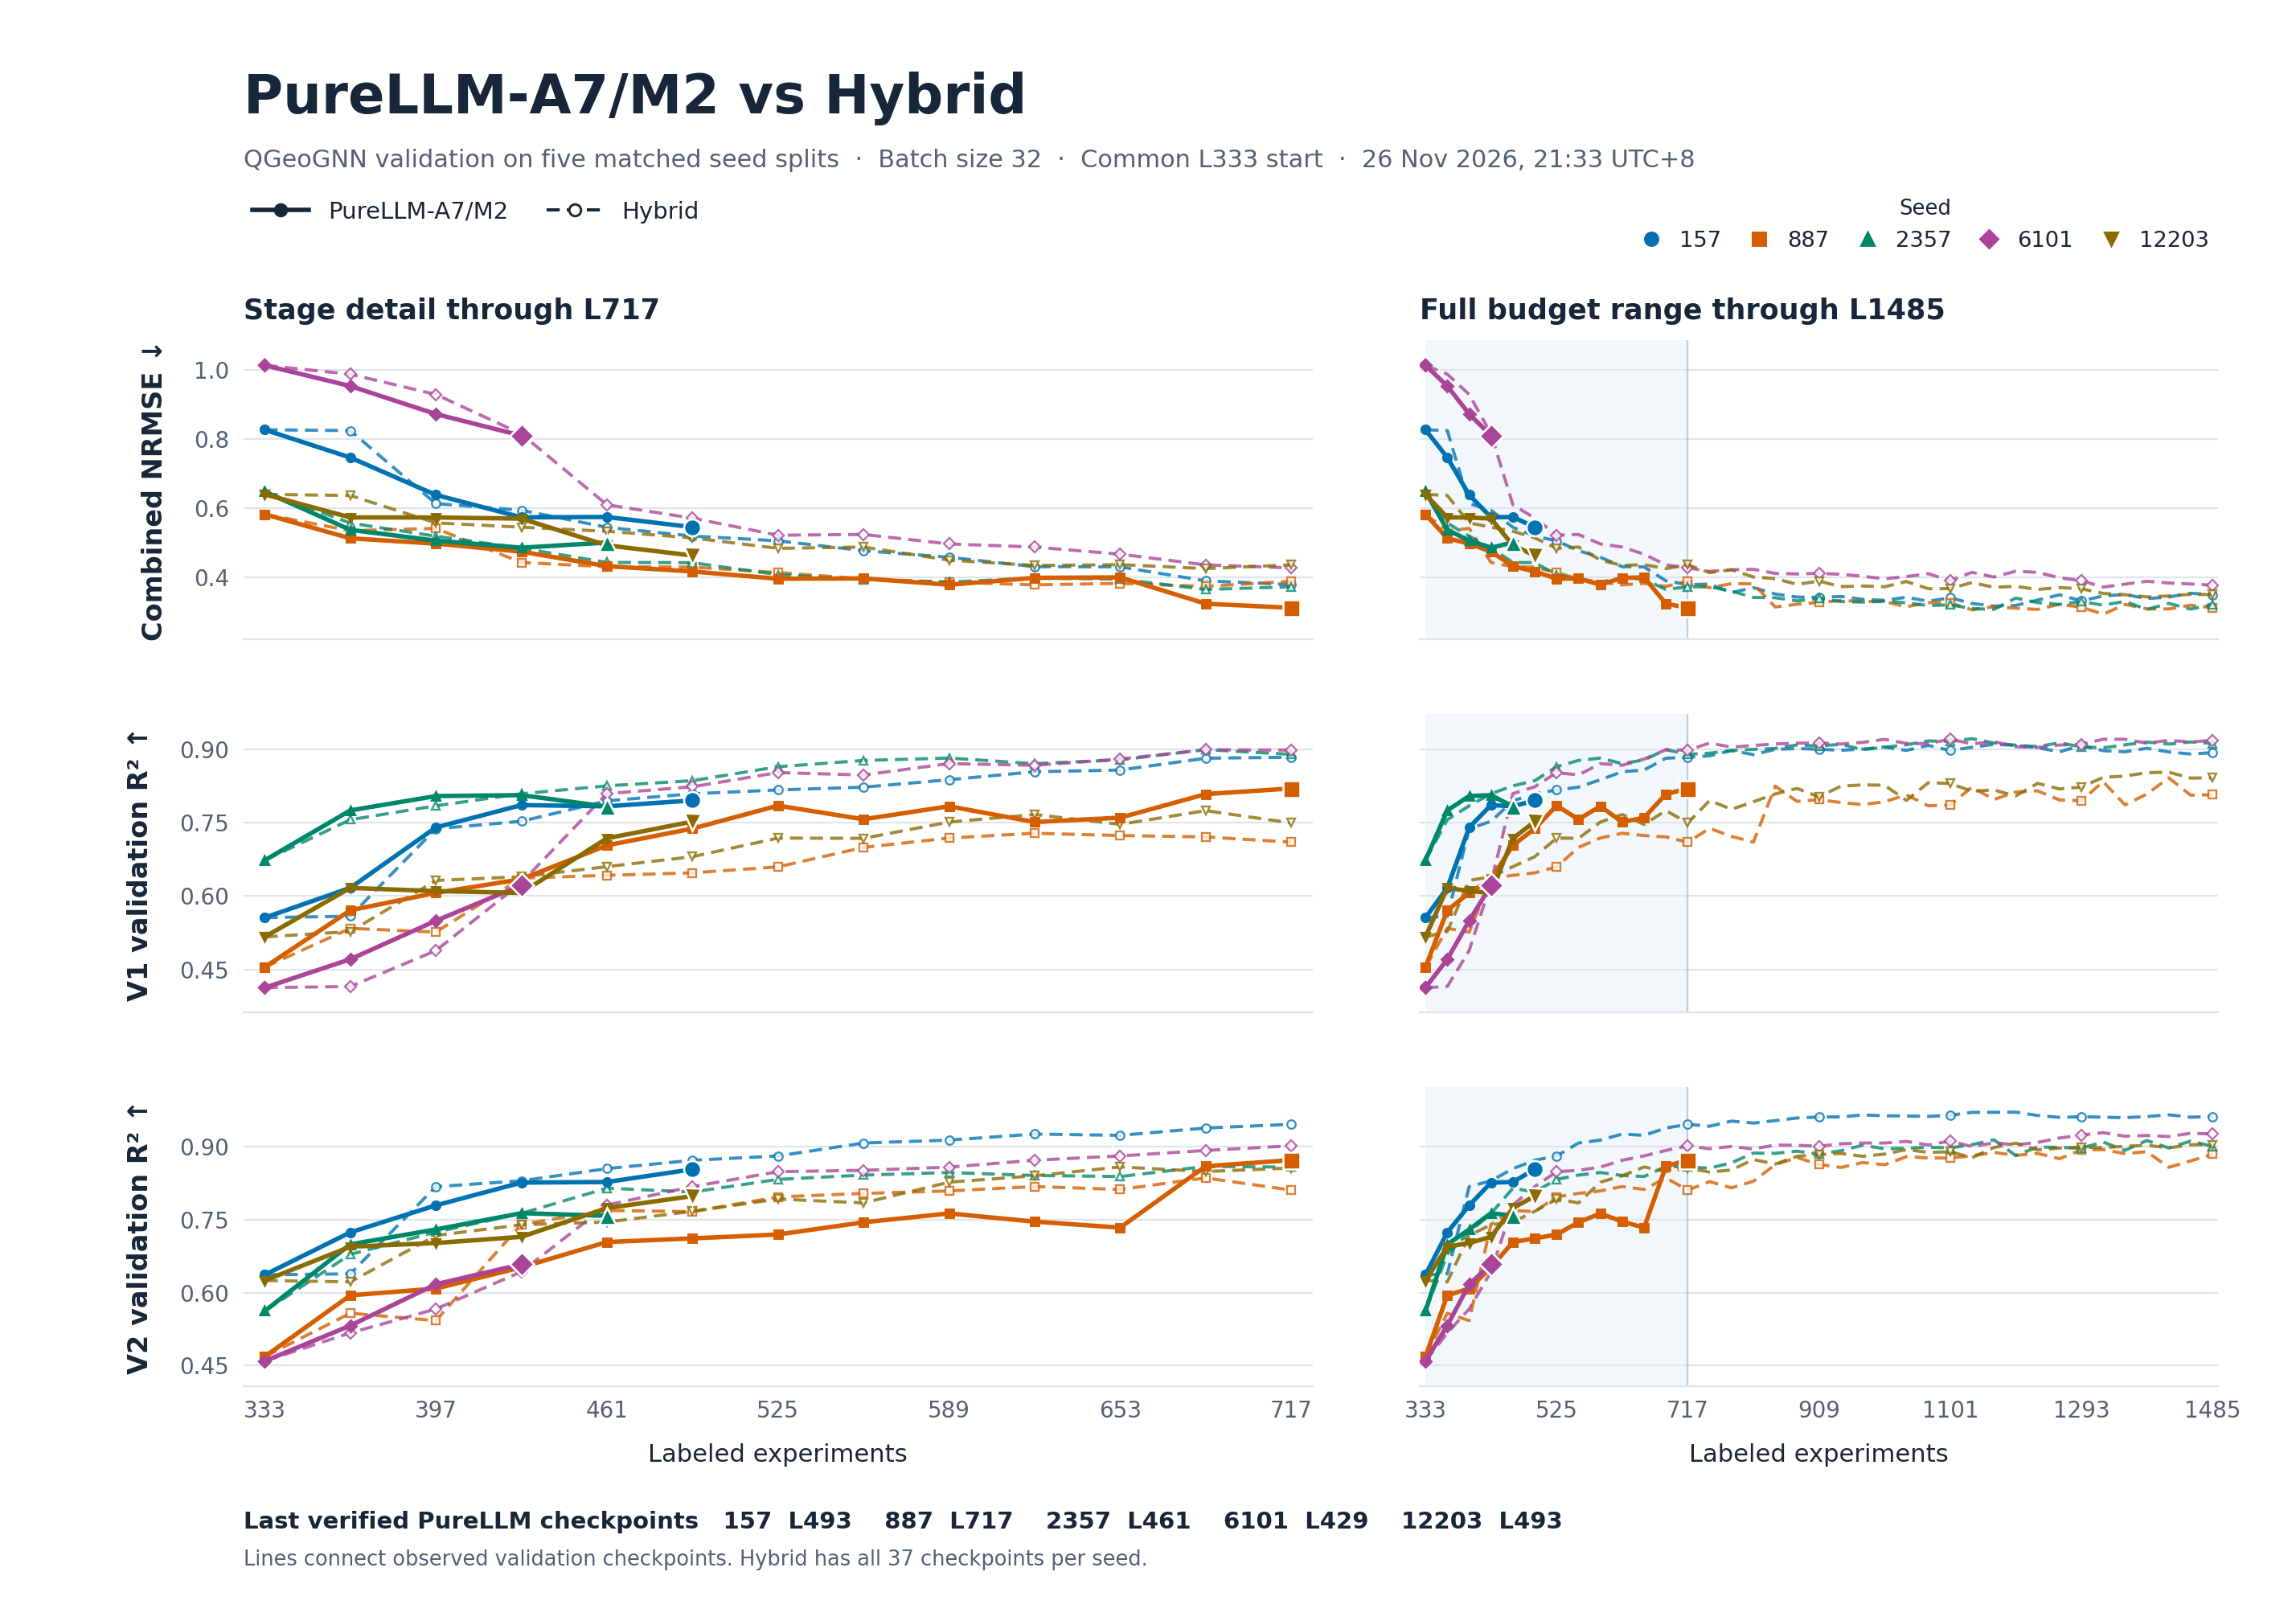 PureLLM-A7/M2 vs Hybrid
QGeoGNN validation on five matched seed splits · Batch size 32 · Common L333 start · 26 Nov 2026, 21:33 UTC+8
PureLLM-A7/M2 Hybrid
Seed
157 887 2357 6101 12203
Stage detail through L717
Full budget range through L1485
Combined NRMSE ↓
1.0
0.8
0.6
0.4
V1 validation R² ↑
0.90
0.75
0.60
0.45
V2 validation R² ↑
0.90
0.75
0.60
0.45
333 397 461 525 589 653 717
333 525 717 909 1101 1293 1485
Labeled experiments
Labeled experiments
Last verified PureLLM checkpoints 157 L493 887 L717 2357 L461 6101 L429 12203 L493
Lines connect observed validation checkpoints. Hybrid has all 37 checkpoints per seed.